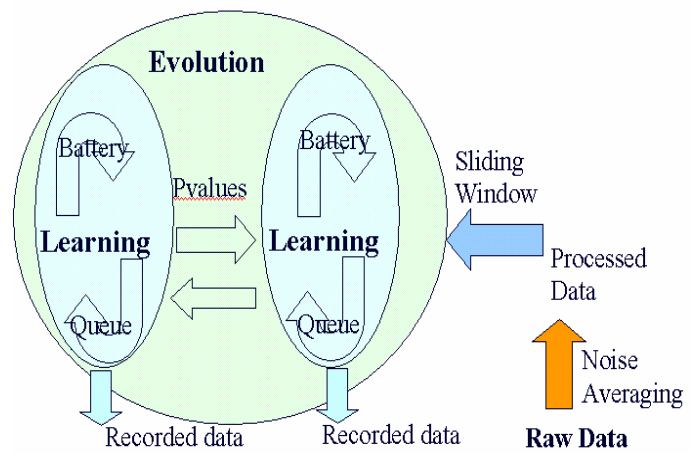 Evolution
Battery
Battery
Pvalues
Sliding
Window
Learning
Learning
Processed
Data
Queue
Queue
Noise
Averaging
Recorded data
Recorded data
Raw Data